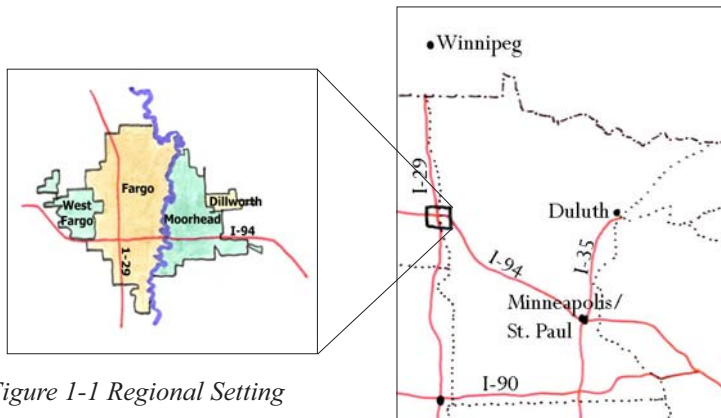 Winnipeg
I-29
Duluth
I-94
I-35
Minneapolis/
St. Paul
I-90
Fargo
West
Fargo
Dillworth
Moorhead
I-94
1-29
Figure 1-1 Regional Setting